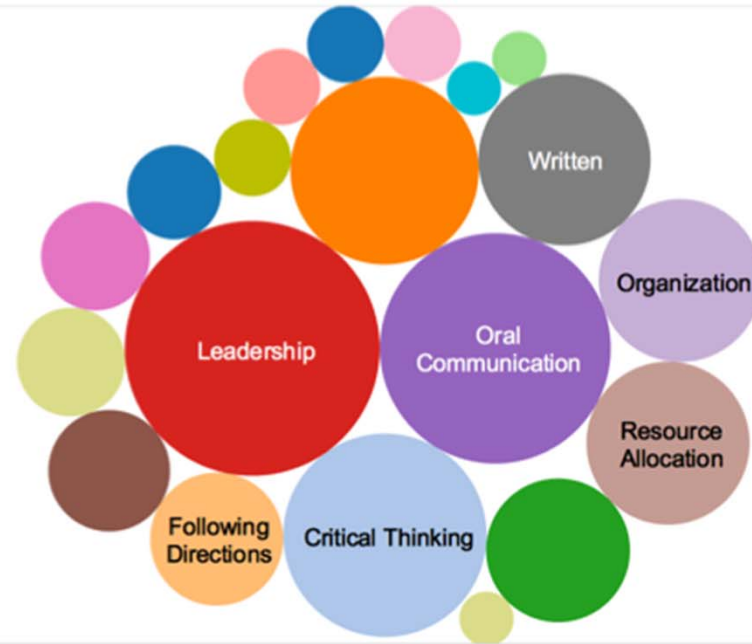 Written
Organization
Leadership
Oral
Communication
Resource
Allocation
Following
Directions
Critical Thinking